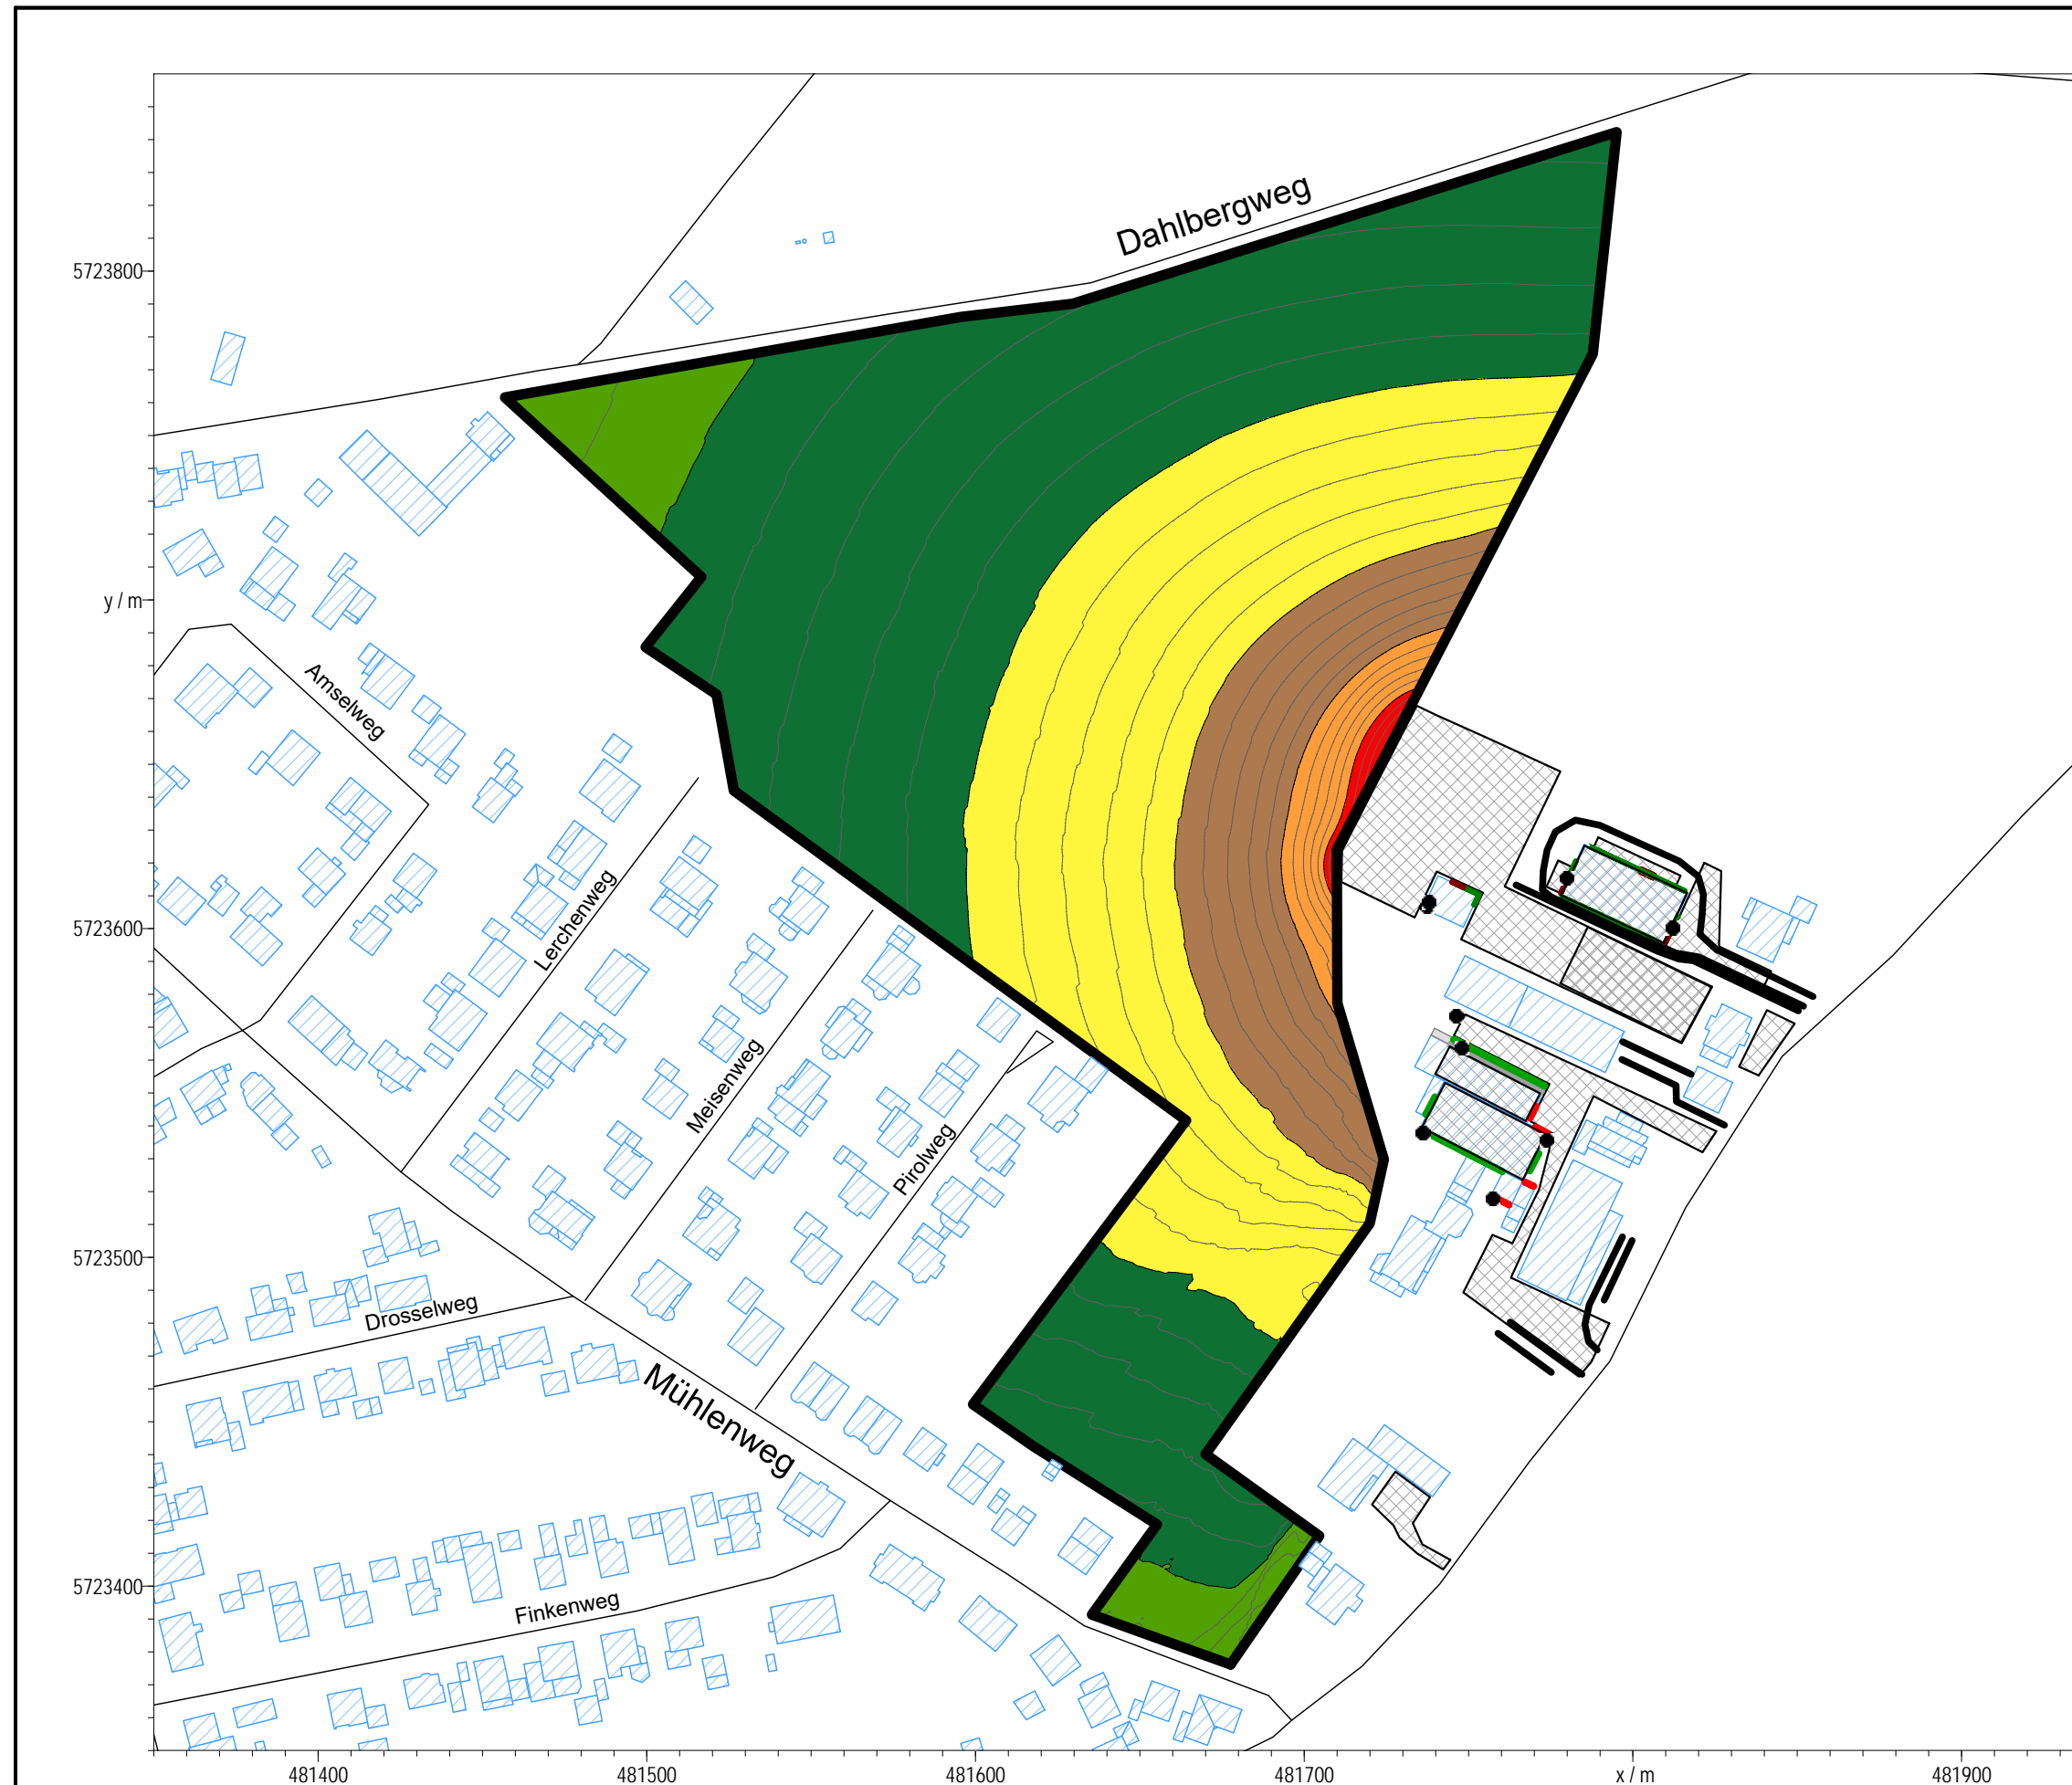 Dahlbergweg
5723800
y / m
Amselweg
Lerchenweg
5723600
Meisenweg
Pirolweg
5723500
Drosselweg
Mühlenweg
5723400
Finkenweg
481400
481500
481600
481700
x / m
481900